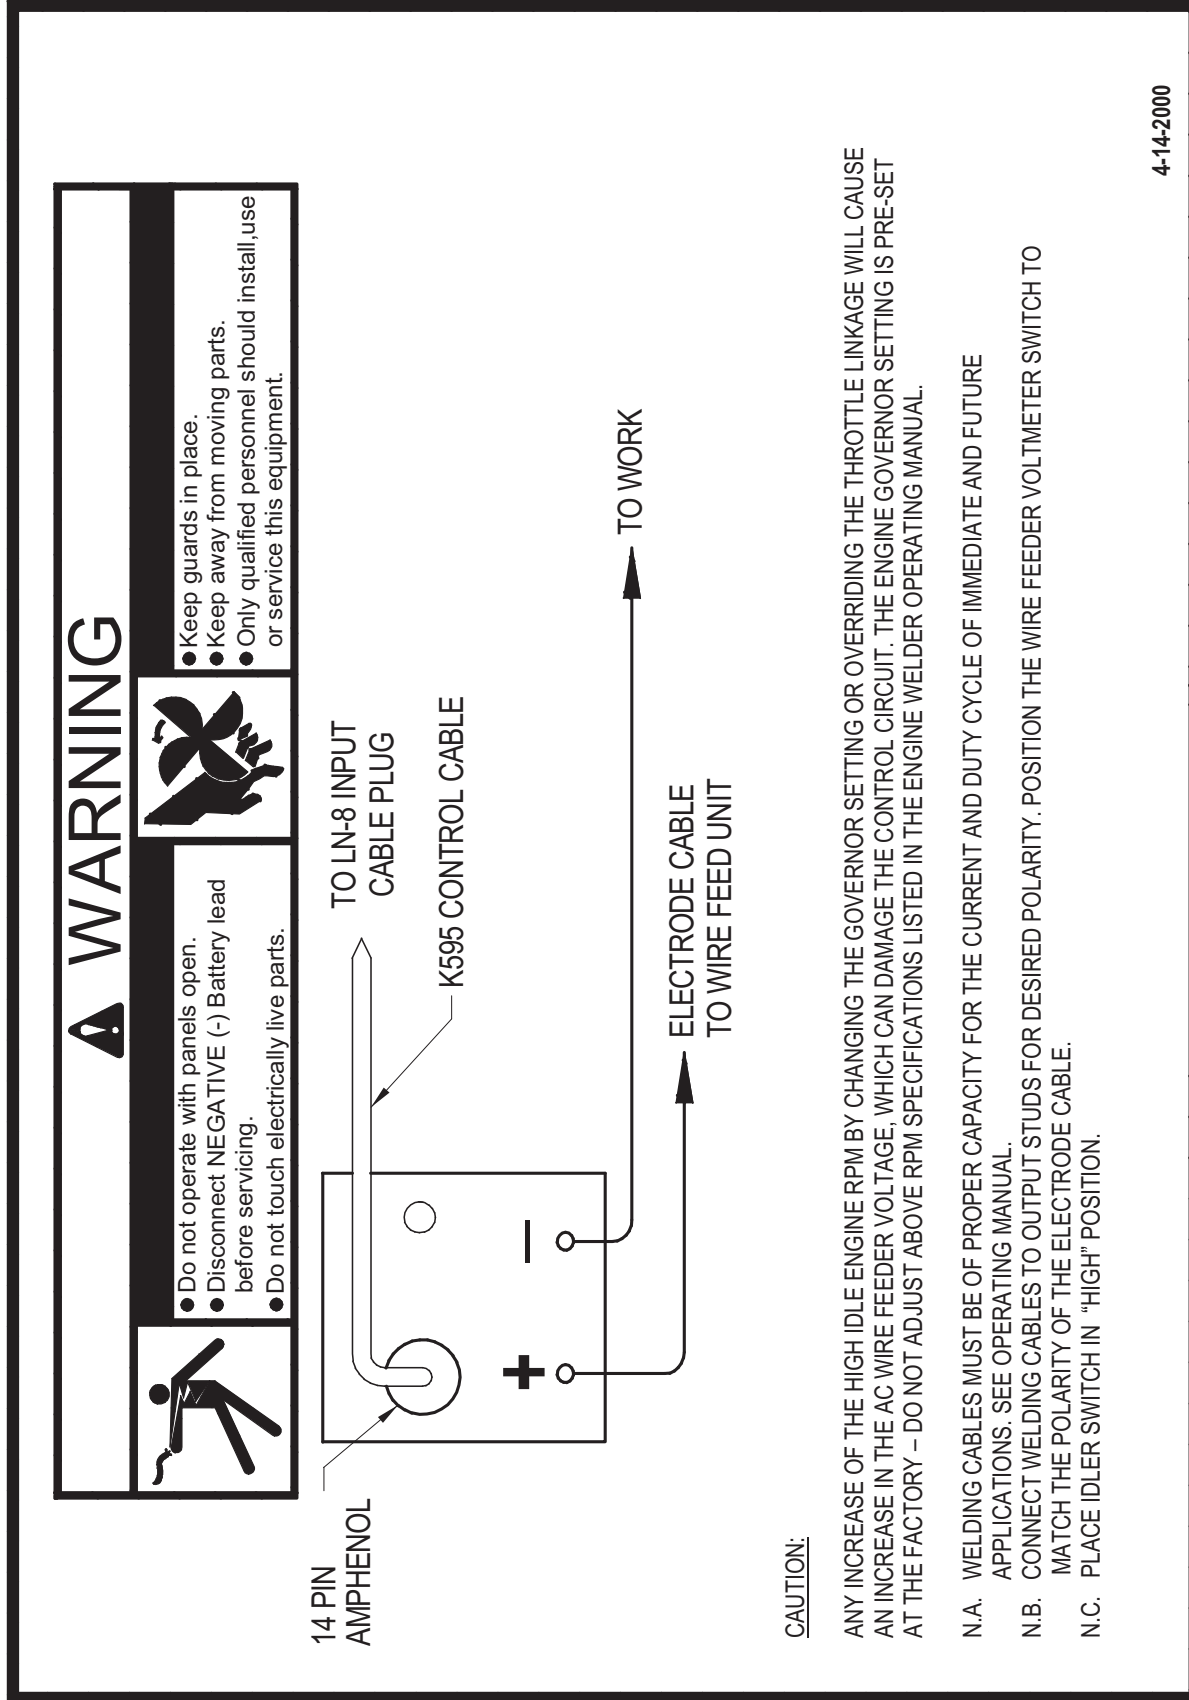 WARNING
● Do not operate with panels open.
● Disconnect NEGATIVE (-) Battery lead
before servicing.
● Do not touch electrically live parts.
● Keep guards in place.
● Keep away from moving parts.
● Only qualified personnel should install,use
or service this equipment.
14 PIN
AMPHENOL
TO LN-8 INPUT
CABLE PLUG
K595 CONTROL CABLE
+
−
TO WORK
ELECTRODE CABLE
TO WIRE FEED UNIT
CAUTION:
ANY INCREASE OF THE HIGH IDLE ENGINE RPM BY CHANGING THE GOVERNOR SETTING OR OVERRIDING THE THROTTLE LINKAGE WILL CAUSE
AN INCREASE IN THE AC WIRE FEEDER VOLTAGE, WHICH CAN DAMAGE THE CONTROL CIRCUIT. THE ENGINE GOVERNOR SETTING IS PRE-SET
AT THE FACTORY – DO NOT ADJUST ABOVE RPM SPECIFICATIONS LISTED IN THE ENGINE WELDER OPERATING MANUAL.
N.A. WELDING CABLES MUST BE OF PROPER CAPACITY FOR THE CURRENT AND DUTY CYCLE OF IMMEDIATE AND FUTURE
APPLICATIONS. SEE OPERATING MANUAL.
N.B. CONNECT WELDING CABLES TO OUTPUT STUDS FOR DESIRED POLARITY. POSITION THE WIRE FEEDER VOLTMETER SWITCH TO
MATCH THE POLARITY OF THE ELECTRODE CABLE.
N.C. PLACE IDLER SWITCH IN “HIGH” POSITION.
4-14-2000